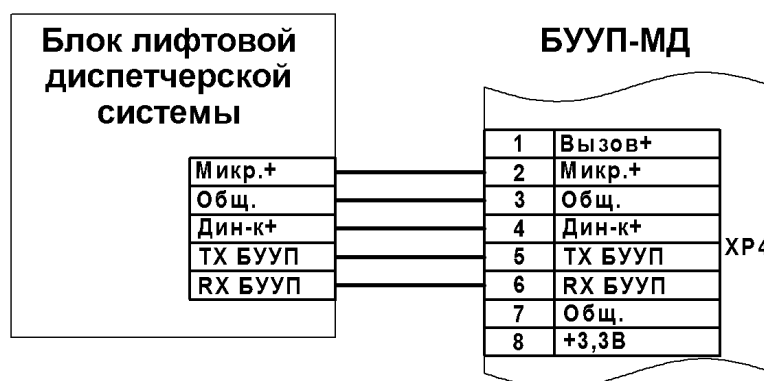 Блок лифтовой
диспетчерской
системы
БУУП-МД
Микр.+
Общ.
Дин-к+
TX БУУП
RX БУУП
1 Вызов+
2 Микр.+
3 Общ.
4 Дин-к+
5 TX БУУП
6 RX БУУП
7 Общ.
8 +3,3В
XP4